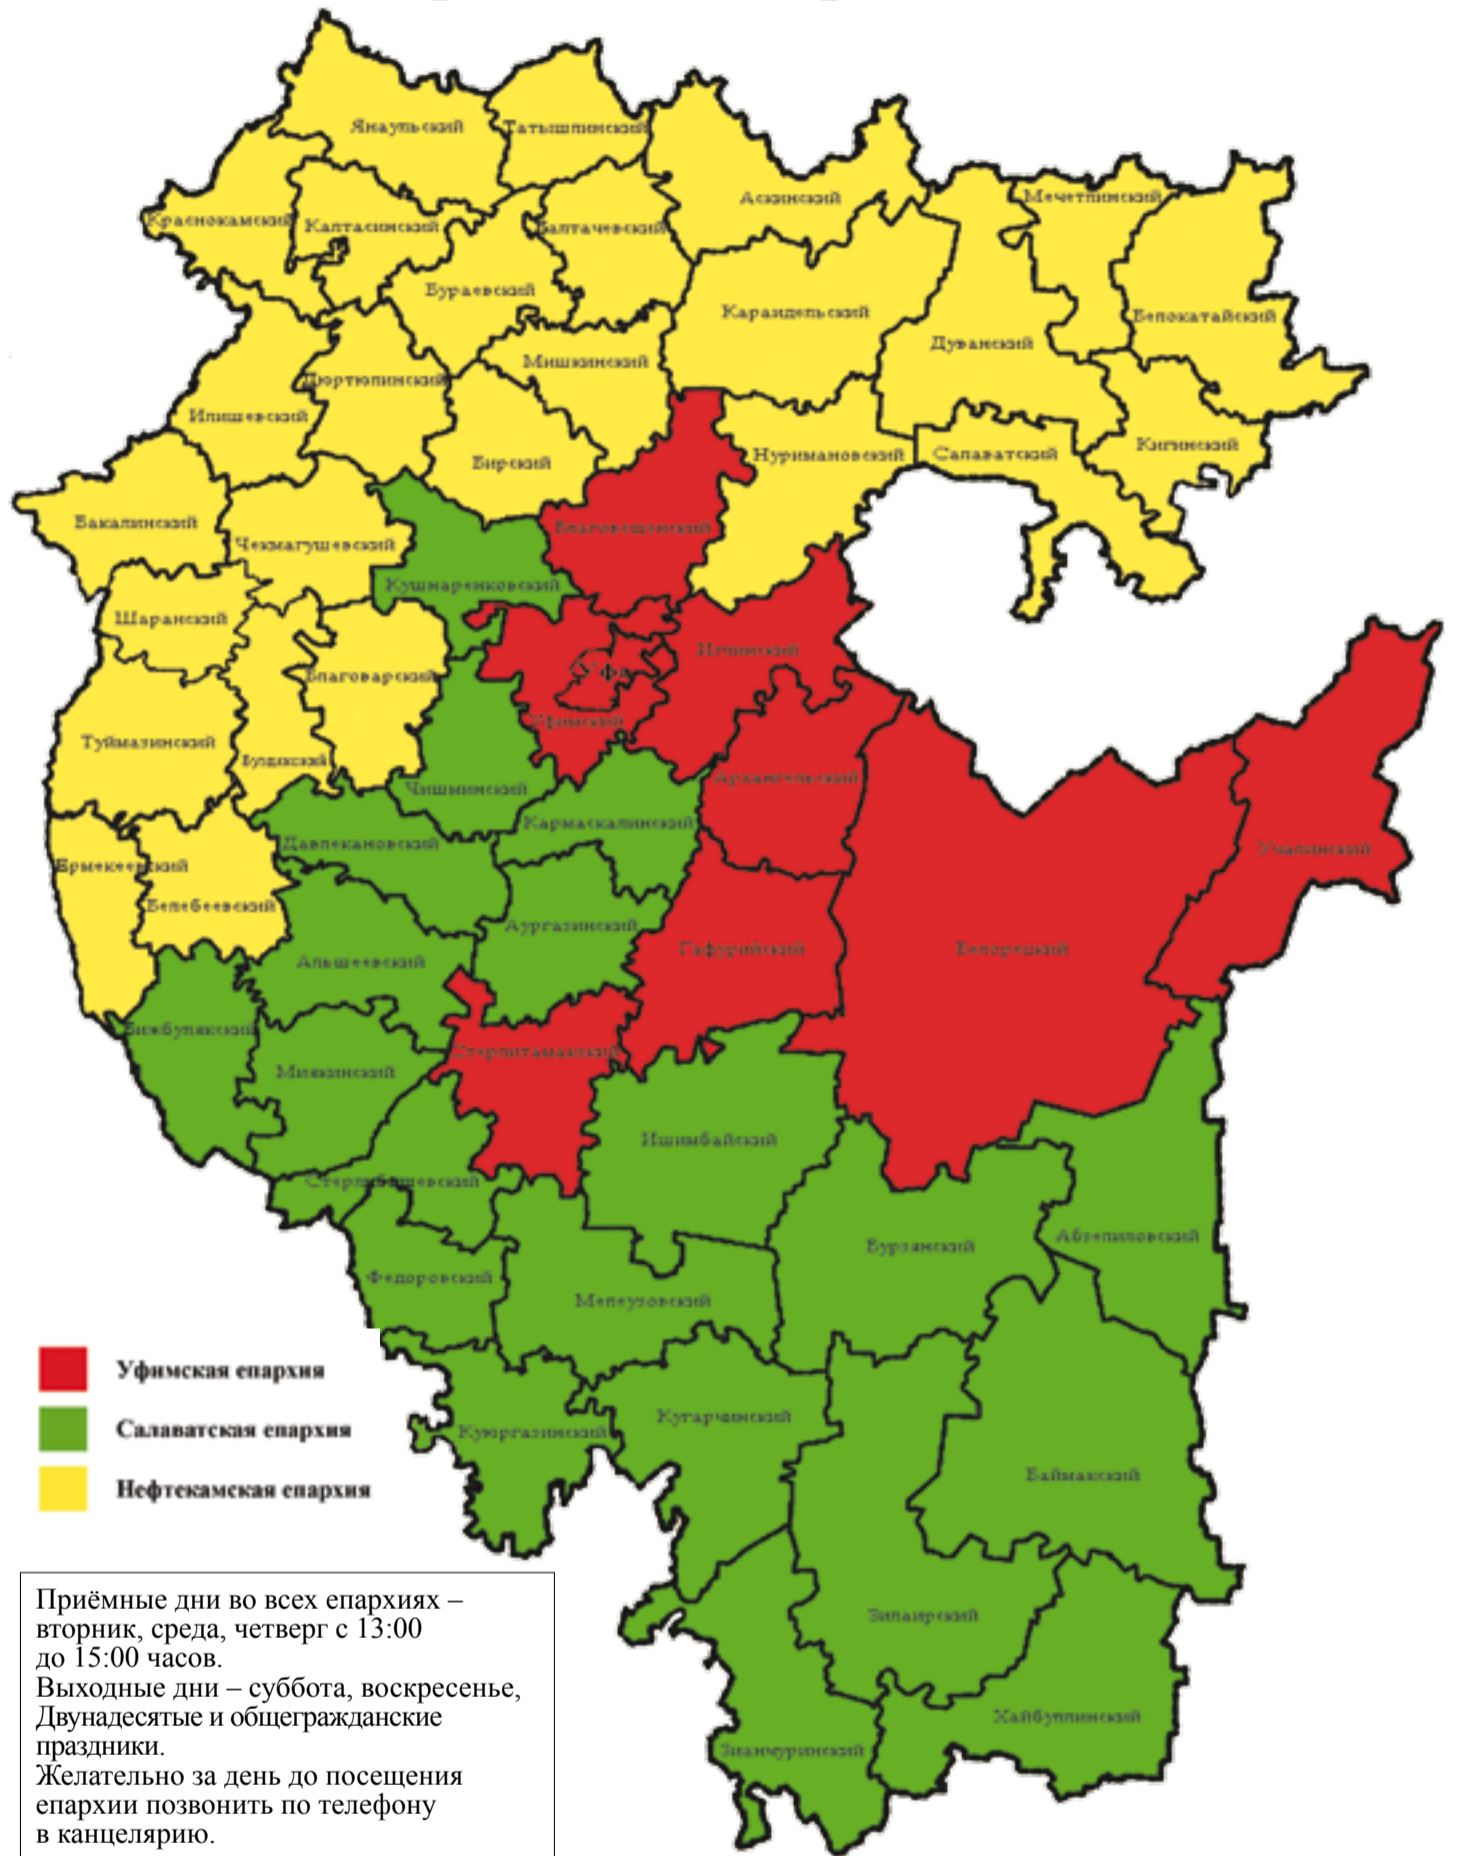 Янаульский
Татышлинский
Аскинский
Мечетлинский
Краснокамский
Калтасинский
Балтачевский
Бураевский
Караидельский
Белокатайский
Дуванский
Мишкинский
Дюртюлинский
Илишевский
Бирский
Нуримановский
Салаватский
Кигинский
Бакалинский
Чекмагушевский
Благовещенский
Кушнаренковский
Шаранский
Иглинский
Уфа
Благоварский
Уфимский
Туймазинский
Буздякский
Архангельский
Чишминский
Кармаскалинский
Давлекановский
Учалинский
Ермекеевский
Белебеевский
Аургазинский
Гафурийский
Белорецкий
Альшеевский
Бижбулякский
Стерлитамакский
Миякинский
Ишимбайский
Стерлибашевский
Абзелиловский
Бурзянский
Федоровский
Мелеузовский
Кугарчинский
Куюргазинский
Баймакский
Зилаирский
Хайбуллинский
Зианчуринский
Уфимская епархия
Салаватская епархия
Нефтекамская епархия
Приёмные дни во всех епархиях –
вторник, среда, четверг с 13:00
до 15:00 часов.
Выходные дни – суббота, воскресенье,
Двунадесятые и общегражданские
праздники.
Желательно за день до посещения
епархии позвонить по телефону
в канцелярию.